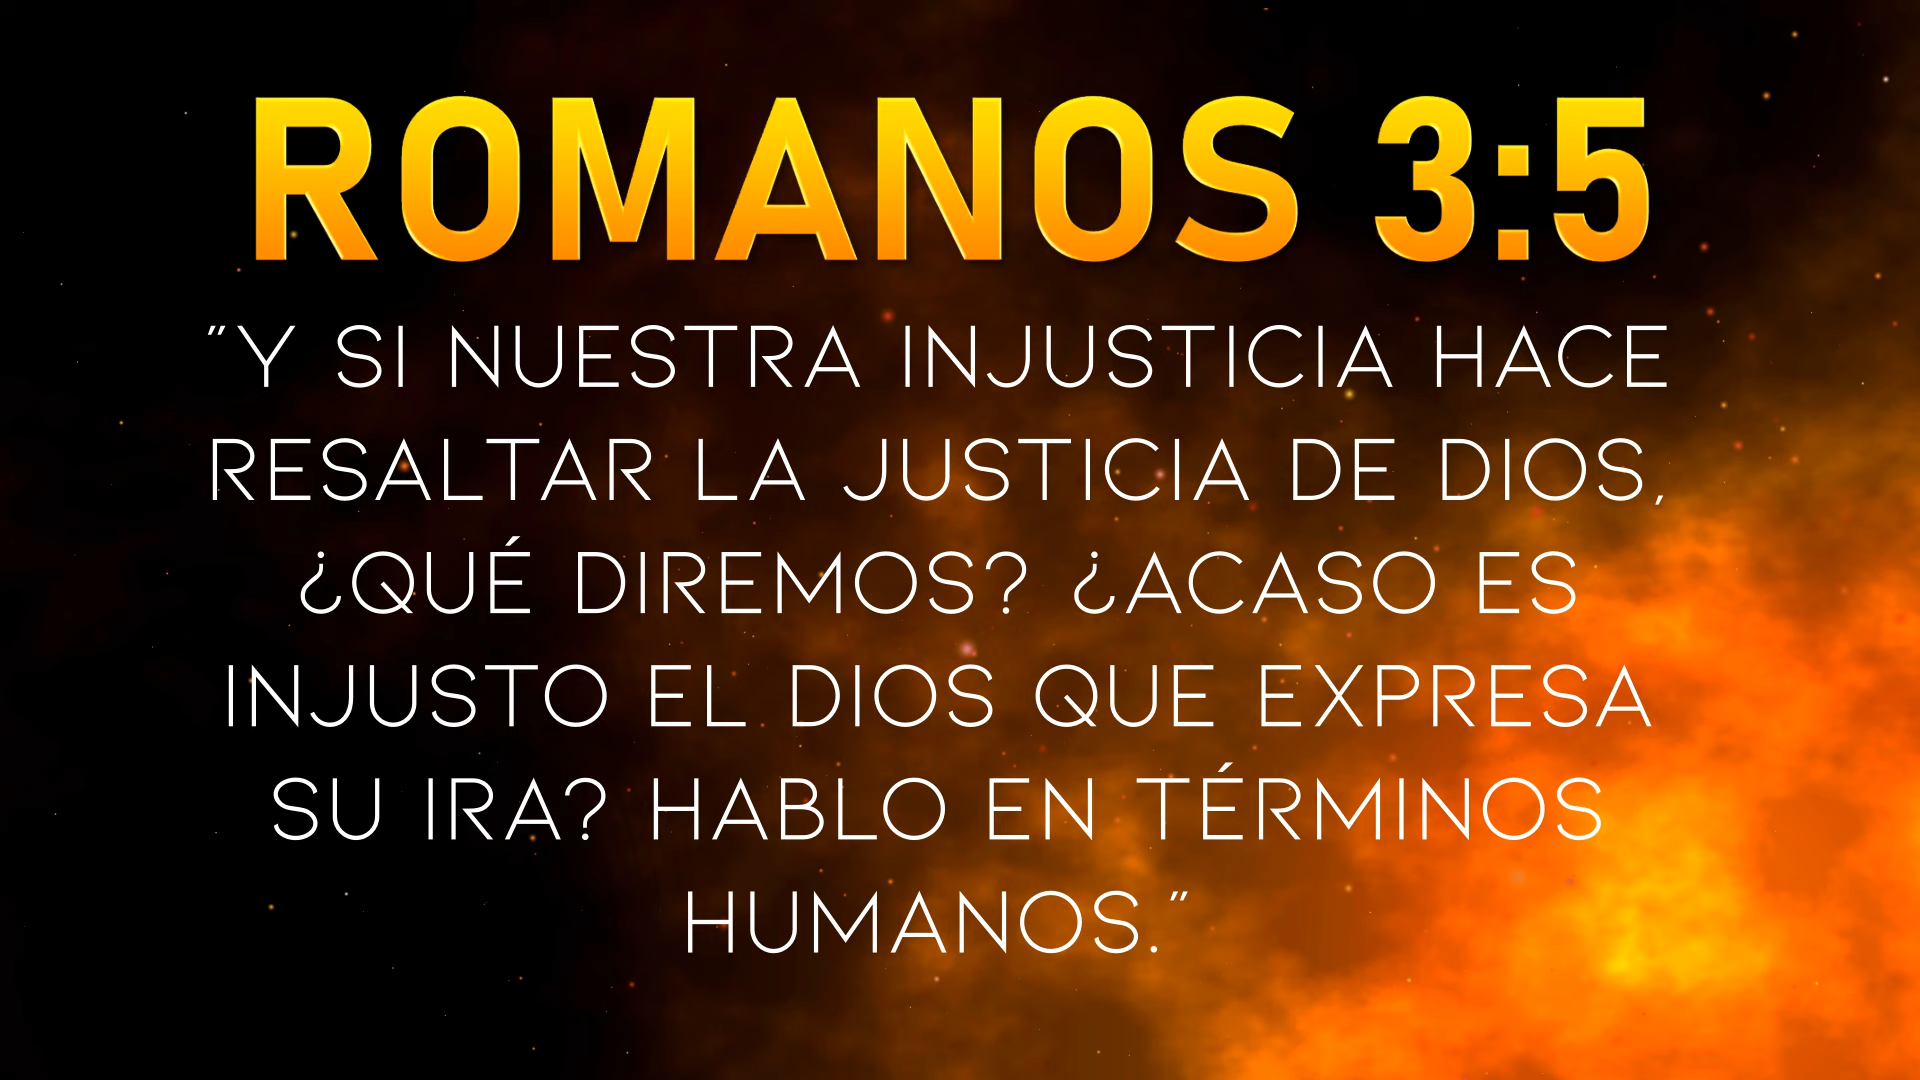 ROMANOS 3:5
"Y SI NUESTRA INJUSTICIA HACE
RESALTAR LA JUSTICIA DE DIOS,
¿QUÉ DIREMOS? ¿ACASO ES
INJUSTO EL DIOS QUE EXPRESA
SU IRA? HABLO EN TÉRMINOS
HUMANOS."